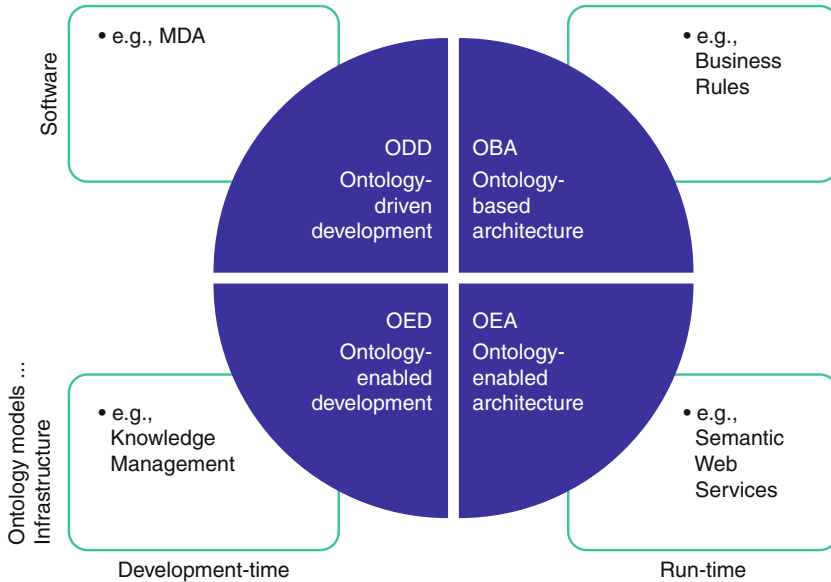 Software
• e.g., MDA
ODD
Ontology-
driven
development
OBA
Ontology-
based
architecture
• e.g.,
Business
Rules
Ontology models ...
Infrastructure
• e.g.,
Knowledge
Management
OED
Ontology-
enabled
development
OEA
Ontology-
enabled
architecture
• e.g.,
Semantic
Web
Services
Development-time
Run-time